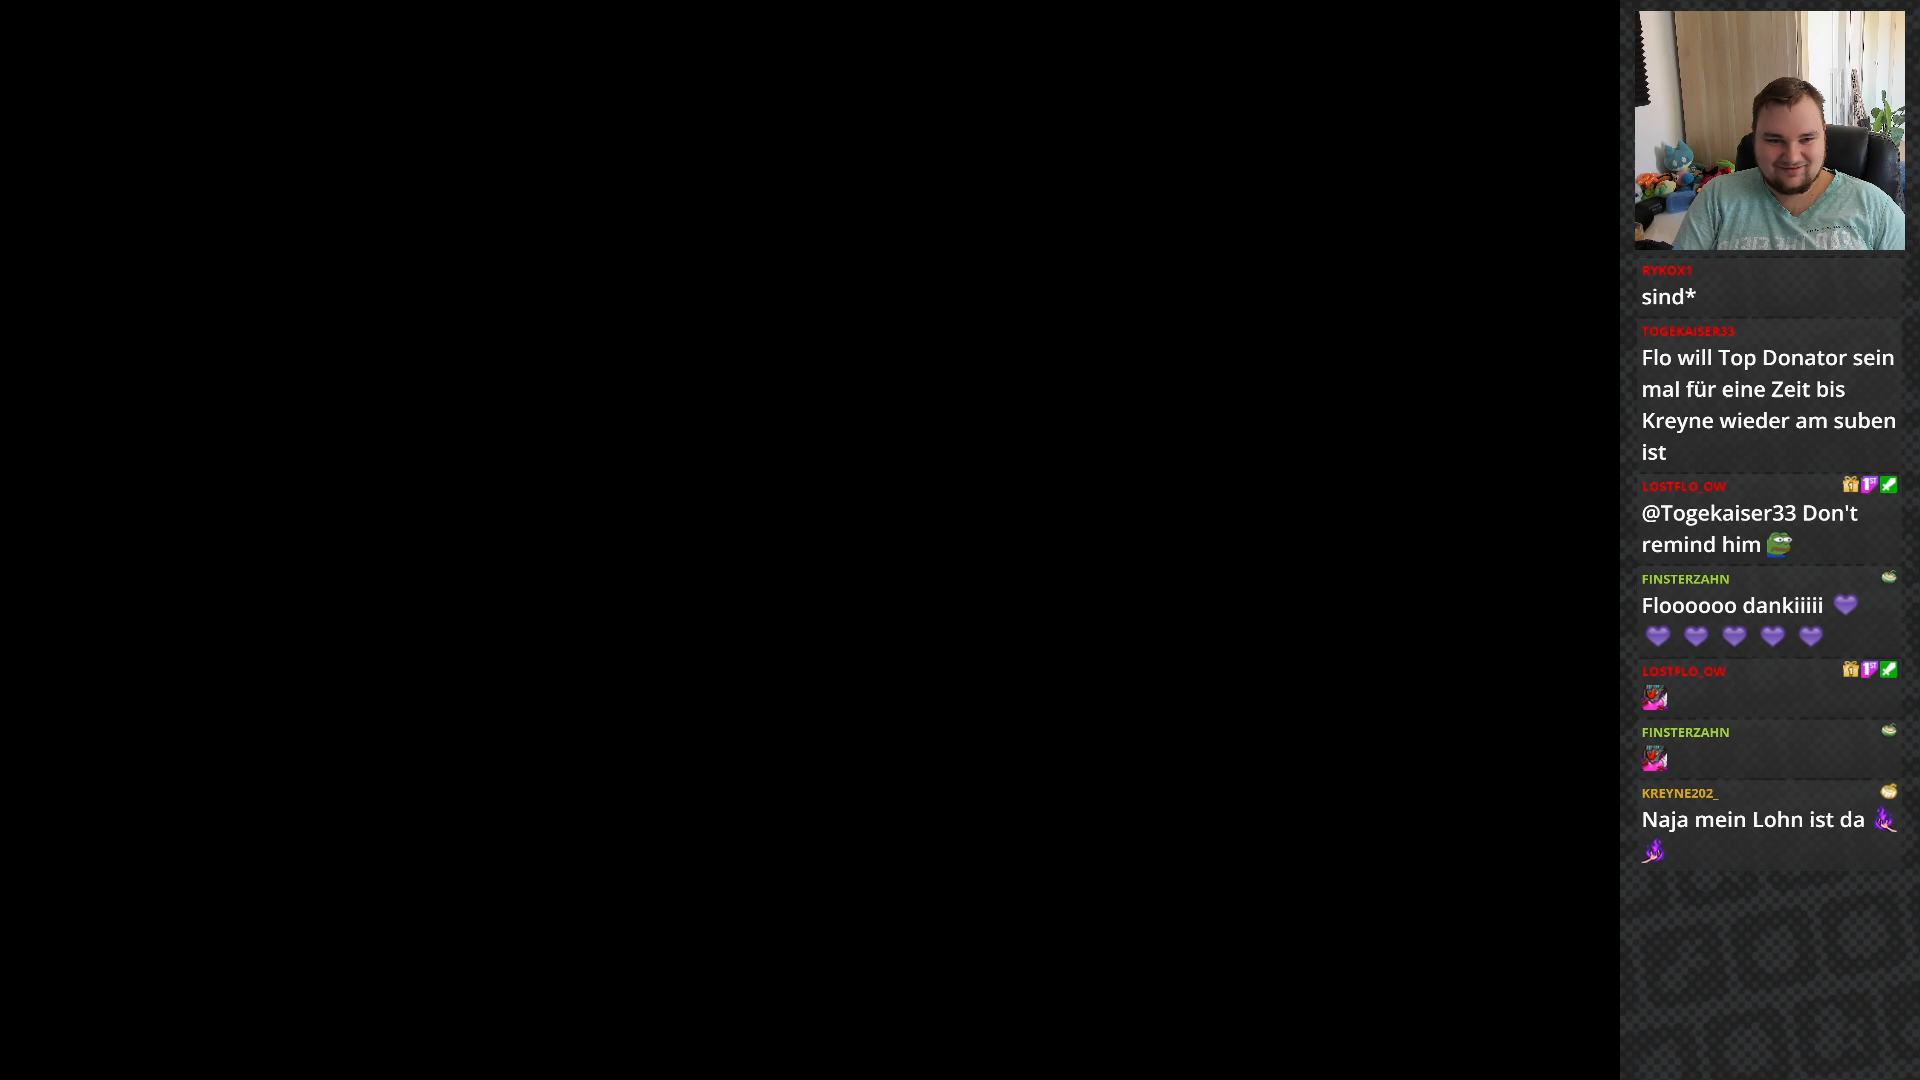 RYKOX1
sind*
TOGEKAISER33
Flo will Top Donator sein
mal für eine Zeit bis
Kreyne wieder am suben
ist
LOSTFLO_OW
@Togekaiser33 Don't
remind him
FINSTERZAHN
Rloooooo dankiiiii
LOSTFLO_OW
FINSTERZAHN
KREYNE202_
Naja mein Lohn ist da